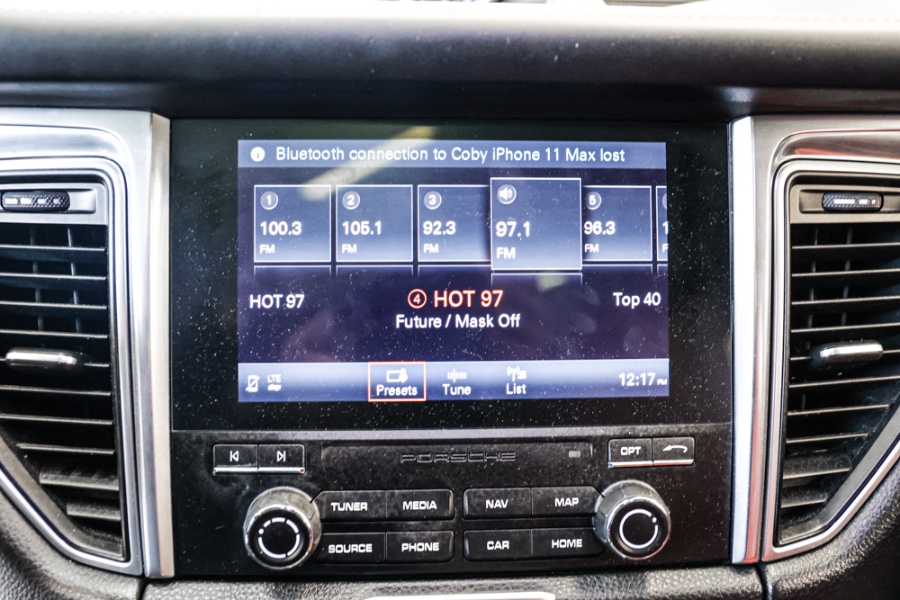 Bluetooth connection to Coby iPhone 11 Max lost
1 2 3 5
100.3 105.1 92.3 97.1 96.3 1
FM FM FM FM FM
HOT 97 4 HOT 97 Top 40
Future / Mask Off
LTE
Presets Tune List 12:17 PM
PORSCHE OPT
TUNER MEDIA NAV MAP
SOURCE PHONE CAR HOME